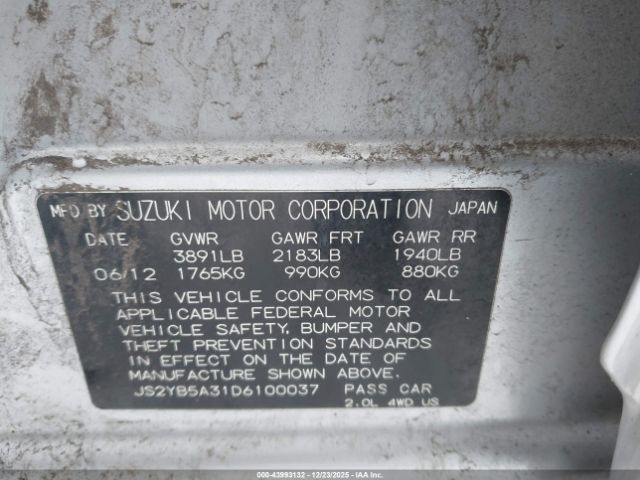 MFD BY SUZUKI MOTOR CORPORATION JAPAN
DATE GVWR GAWR FRT GAWR RR
3891LB 2183LB 1940LB
06/12 1765KG 990KG 880KG
THIS VEHICLE CONFORMS TO ALL
APPLICABLE FEDERAL MOTOR
VEHICLE SAFETY, BUMPER AND
THEFT PREVENTION STANDARDS
IN EFFECT ON THE DATE OF
MANUFACTURE SHOWN ABOVE.
JS2YB5A31D6100037 PASS CAR
2.0L 4WD US
000-43993132 - 12/23/2025 - IAAI.COM